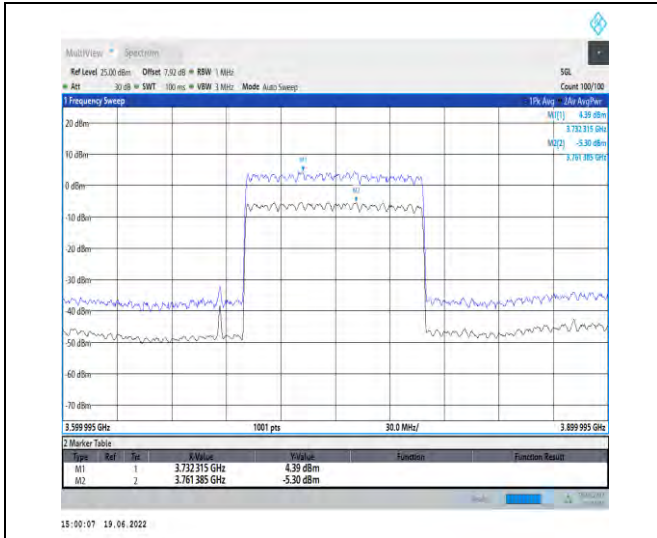 MultiView Spectrum
Ref Level 25.00 dBm Offset 7.92 dB RBW 1 MHz SGL
Att 30 dB SWT 100 ms VBW 3 MHz Mode Auto Sweep Count 100/100
1 Frequency Sweep 1Pk Avg 2Av AvgPwr
M1[1] 4.39 dBm
3.732 315 GHz
M2[2] -5.30 dBm
3.761 385 GHz
20 dBm
10 dBm
M1
0 dBm
M2
-10 dBm
-20 dBm
-30 dBm
-40 dBm
-50 dBm
-60 dBm
-70 dBm
3.599 995 GHz 1001 pts 30.0 MHz/ 3.899 995 GHz
2 Marker Table
Type Ref Trc X-Value Y-Value Function Function Result
M1 1 3.732 315 GHz 4.39 dBm
M2 2 3.761 385 GHz -5.30 dBm
15:00:07 19.06.2022